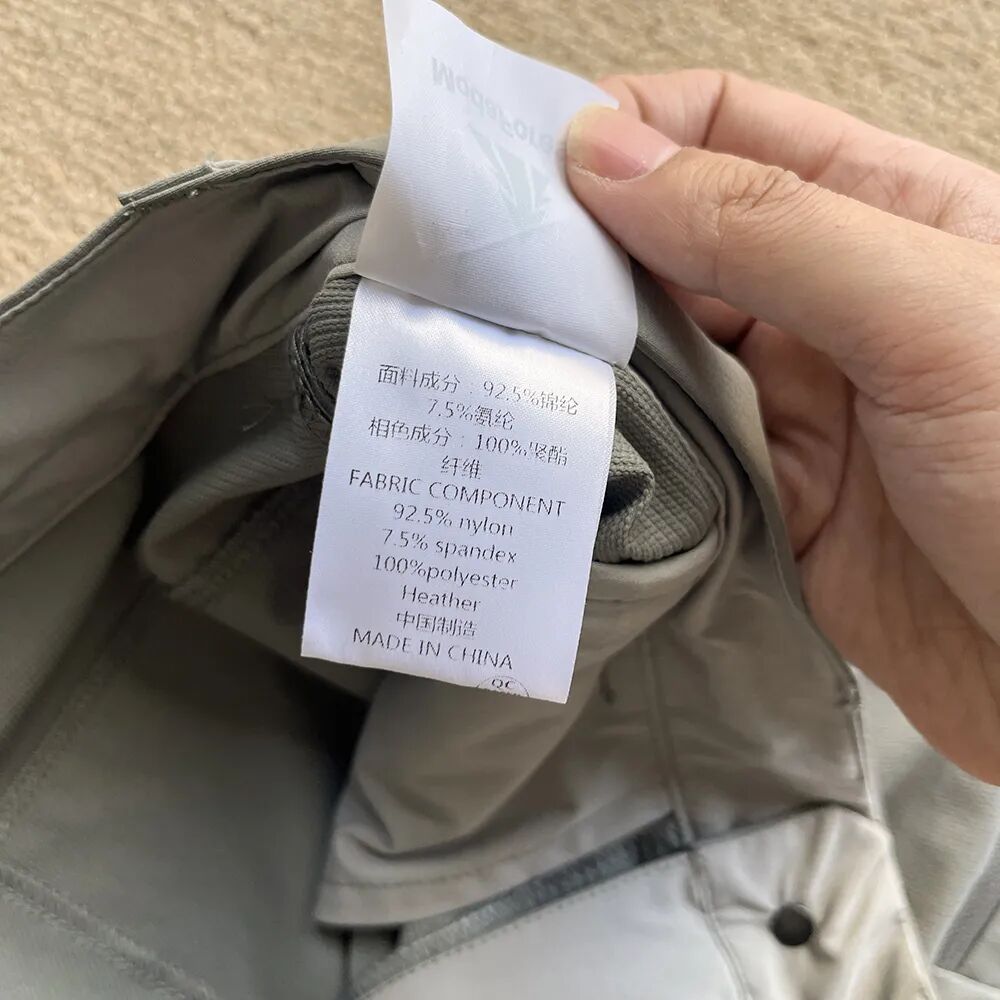 面料成分：92.5%锦纶
7.5%氨纶
相色成分：100%聚酯
纤维
FABRIC COMPONENT
92.5% nylon
7.5% spandex
100%polyester
Heather
中国制造
MADE IN CHINA
QC